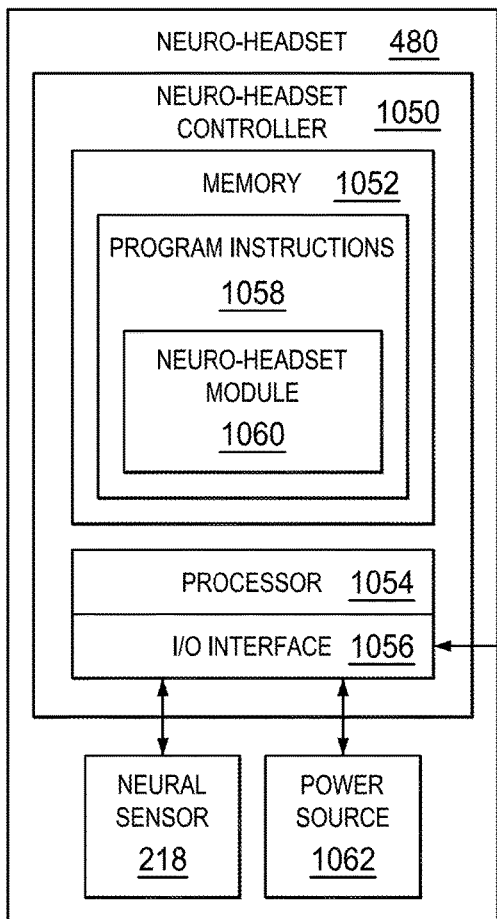 NEURO-HEADSET 480
NEURO-HEADSET
CONTROLLER 1050
MEMORY 1052
PROGRAM INSTRUCTIONS
1058
NEURO-HEADSET
MODULE
1060
PROCESSOR 1054
I/O INTERFACE 1056
NEURAL
SENSOR
218
POWER
SOURCE
1062